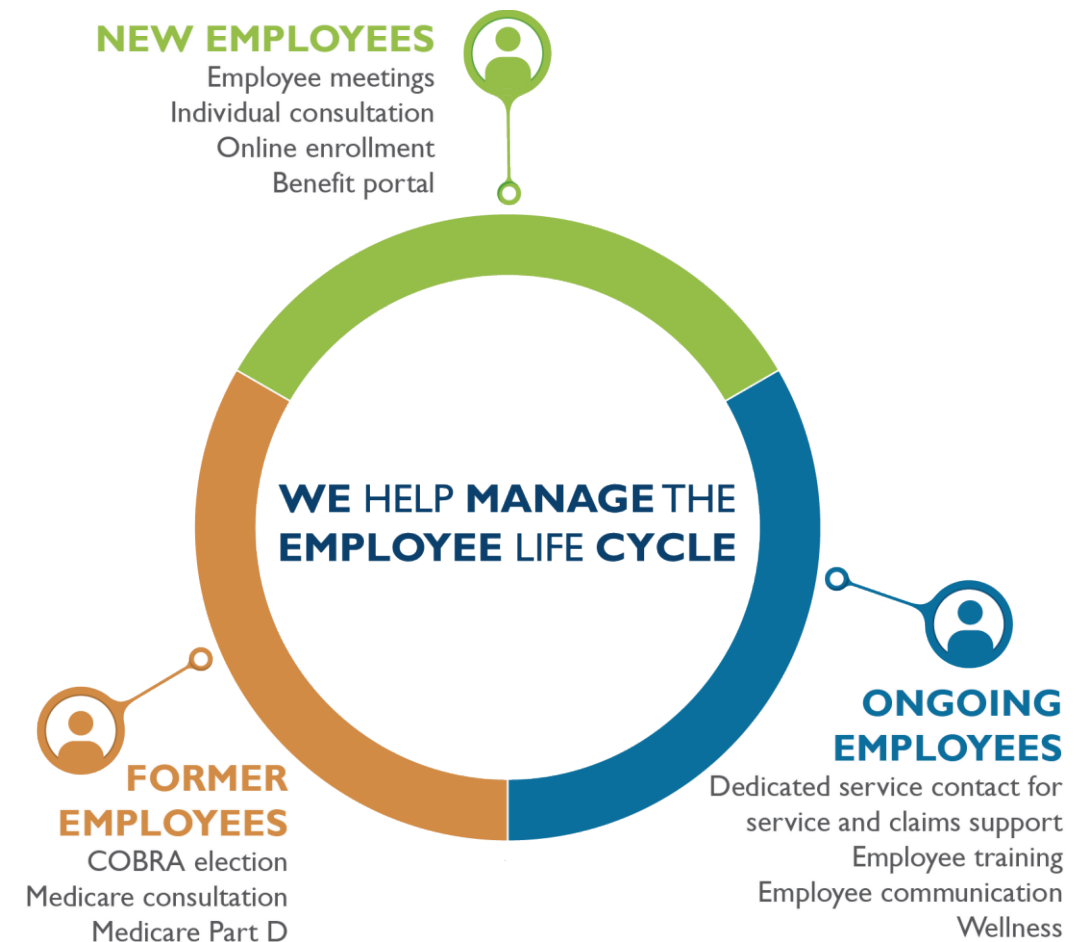 NEW EMPLOYEES
Employee meetings
Individual consultation
Online enrollment
Benefit portal
WE HELP MANAGE THE
EMPLOYEE LIFE CYCLE
ONGOING
EMPLOYEES
Dedicated service contact for
service and claims support
Employee training
Employee communication
Wellness
FORMER
EMPLOYEES
COBRA election
Medicare consultation
Medicare Part D